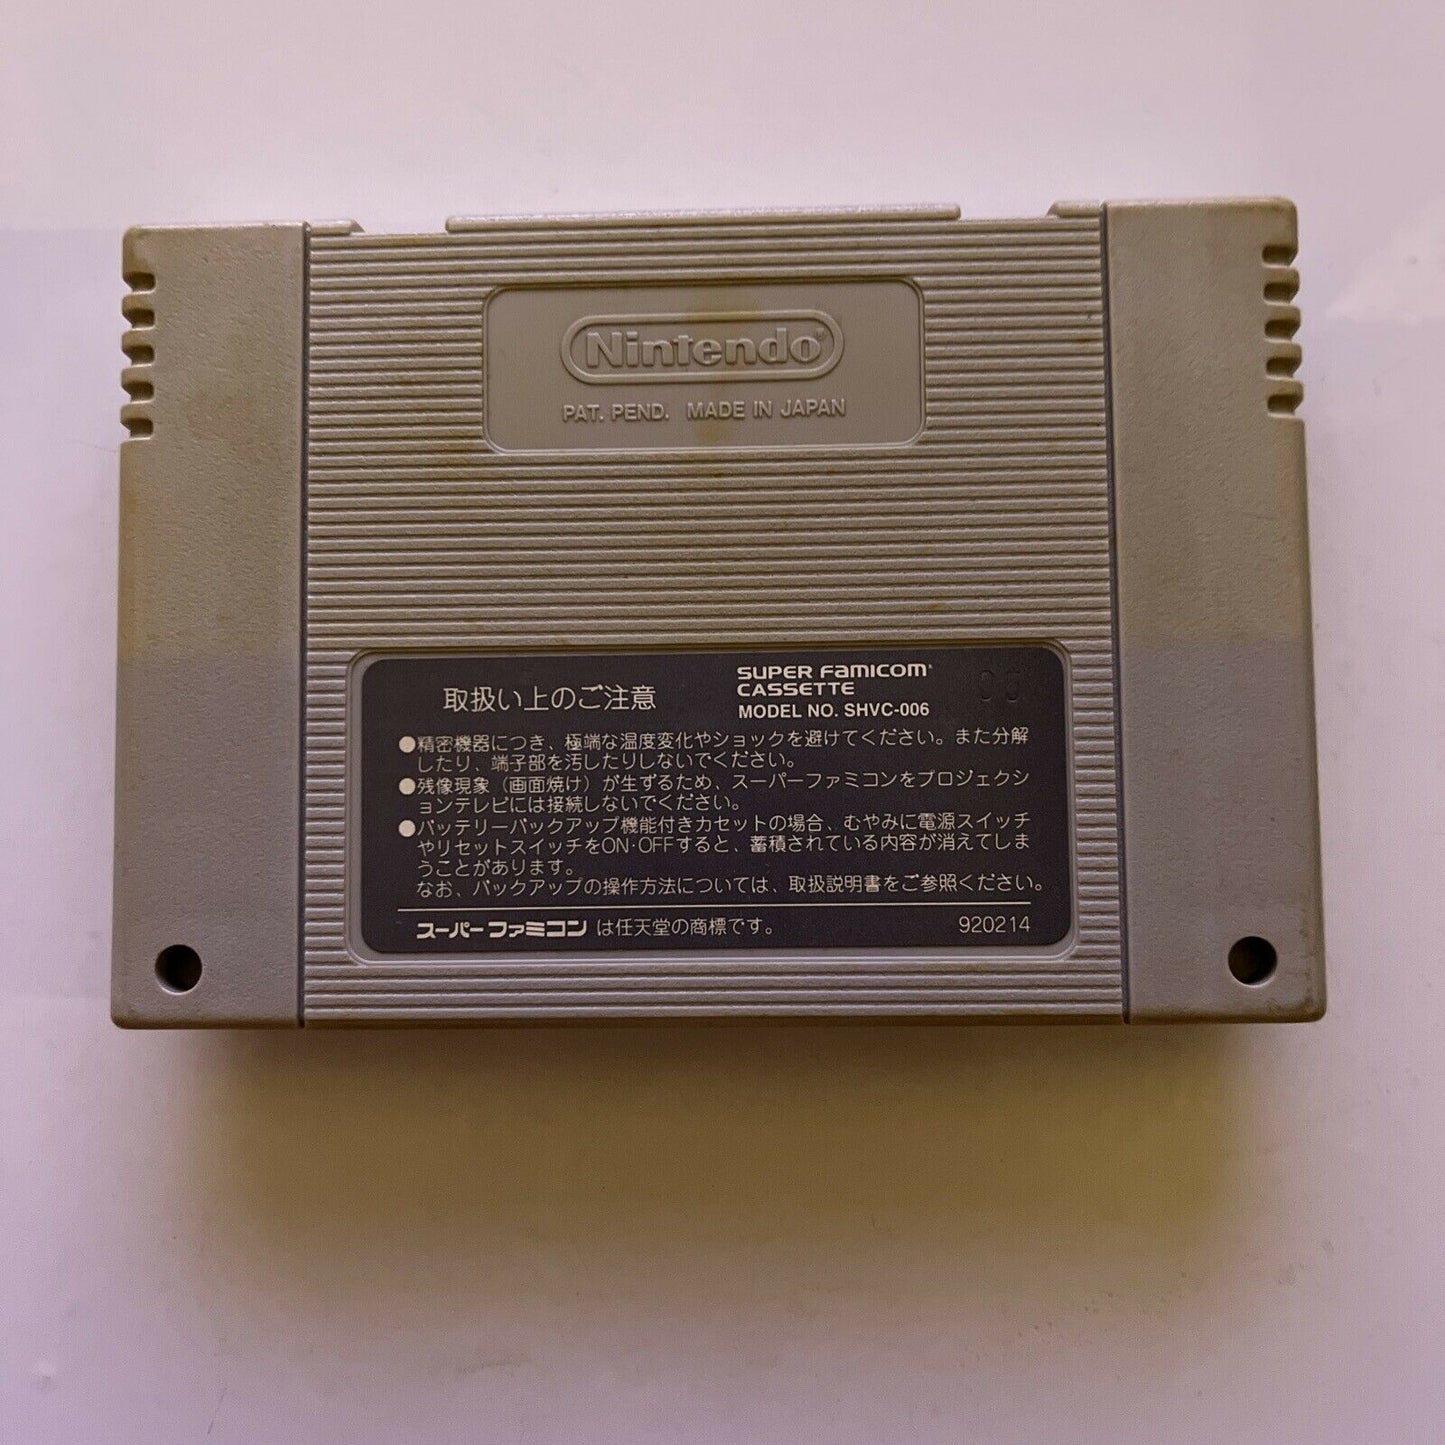 Nintendo®
PAT. PEND. MADE IN JAPAN
取扱い上のご注意
SUPER FAMICOM®
CASSETTE
MODEL NO. SHVC-006
●精密機器につき、極端な温度変化やショックを避けてください。また分解
したり、端子部を汚したりしないでください。
●残像現象（画面焼け）が生ずるため、スーパーファミコンをプロジェクシ
ョンテレビには接続しないでください。
●バッテリーバックアップ機能付きカセットの場合、むやみに電源スイッチ
やリセットスイッチをON・OFFすると、蓄積されている内容が消えてしま
うことがあります。
なお、バックアップの操作方法については、取扱説明書をご参照ください。
スーパーファミコンは任天堂の商標です。 920214